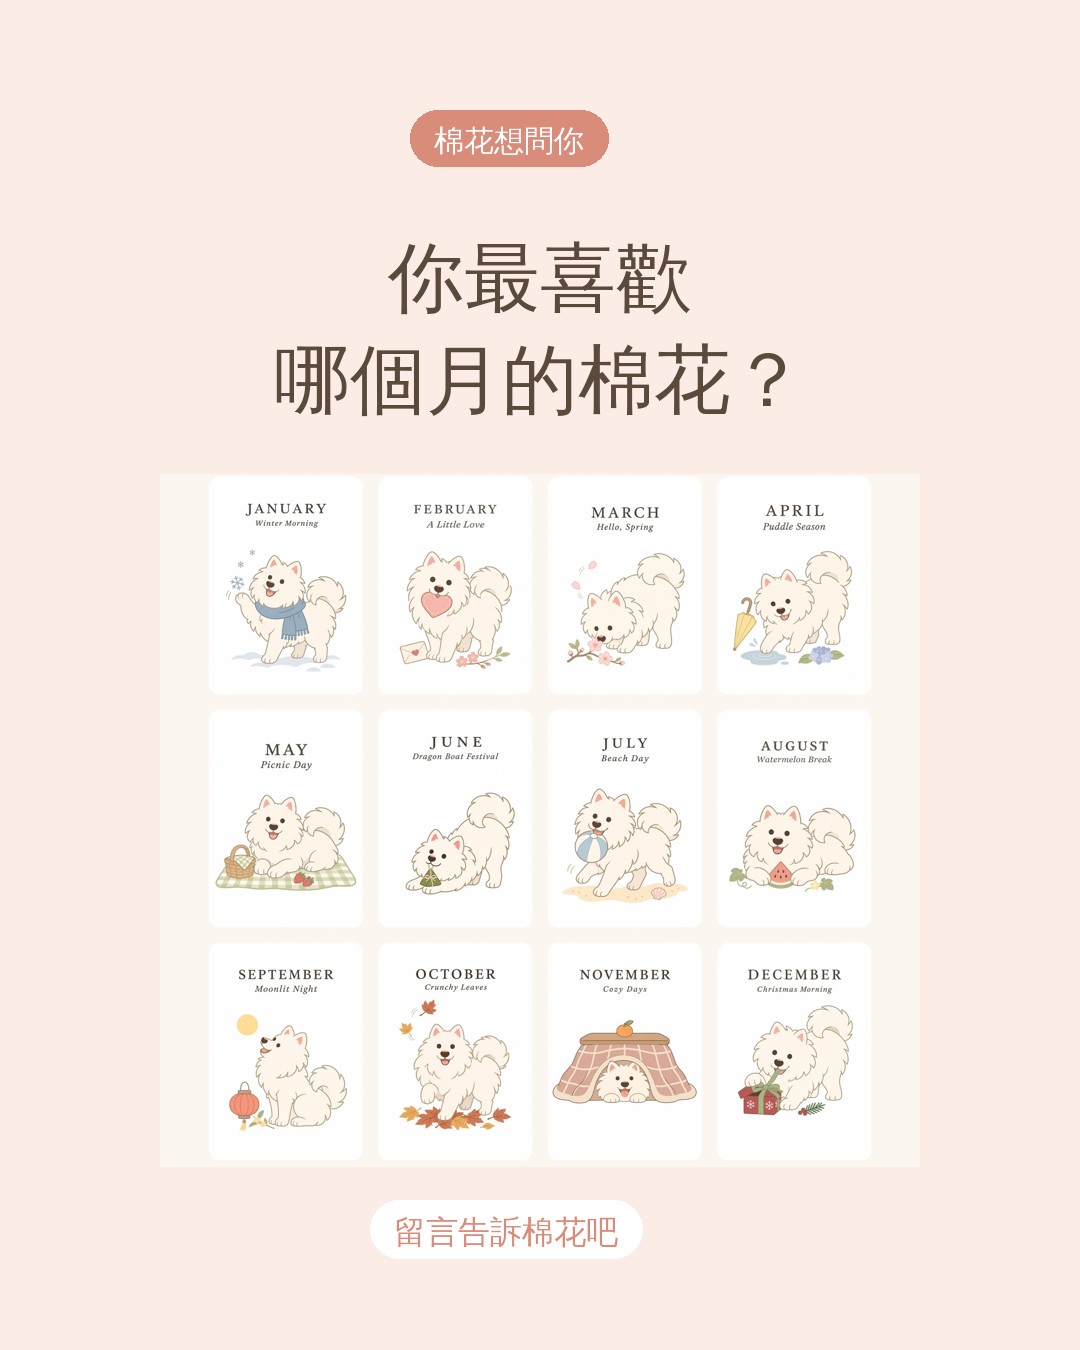 棉花想問你
你最喜歡
哪個月的棉花？
JANUARY
Winter Morning
FEBRUARY
A Little Love
MARCH
Hello, Spring
APRIL
Puddle Season
MAY
Picnic Day
JUNE
Dragon Boat Festival
JULY
Beach Day
AUGUST
Watermelon Break
SEPTEMBER
Moonlit Night
OCTOBER
Crunchy Leaves
NOVEMBER
Cozy Days
DECEMBER
Christmas Morning
留言告訴棉花吧